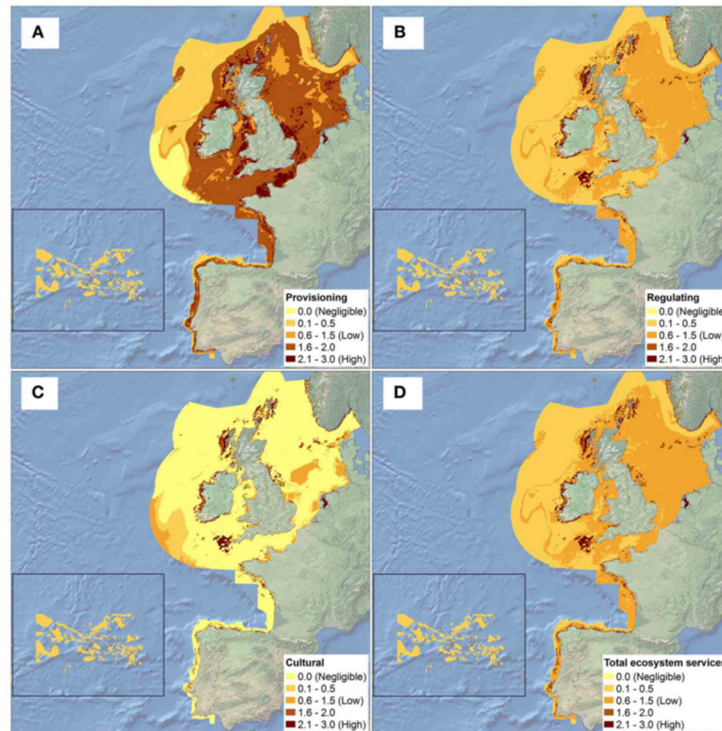 A
Provisioning
0.0 (Negligible)
0.1 - 0.5
0.6 - 1.5 (Low)
1.6 - 2.0
2.1 - 3.0 (High)
B
Regulating
0.0 (Negligible)
0.1 - 0.5
0.6 - 1.5 (Low)
1.6 - 2.0
2.1 - 3.0 (High)
C
Cultural
0.0 (Negligible)
0.1 - 0.5
0.6 - 1.5 (Low)
1.6 - 2.0
2.1 - 3.0 (High)
D
Total ecosystem services
0.0 (Negligible)
0.1 - 0.5
0.6 - 1.5 (Low)
1.6 - 2.0
2.1 - 3.0 (High)